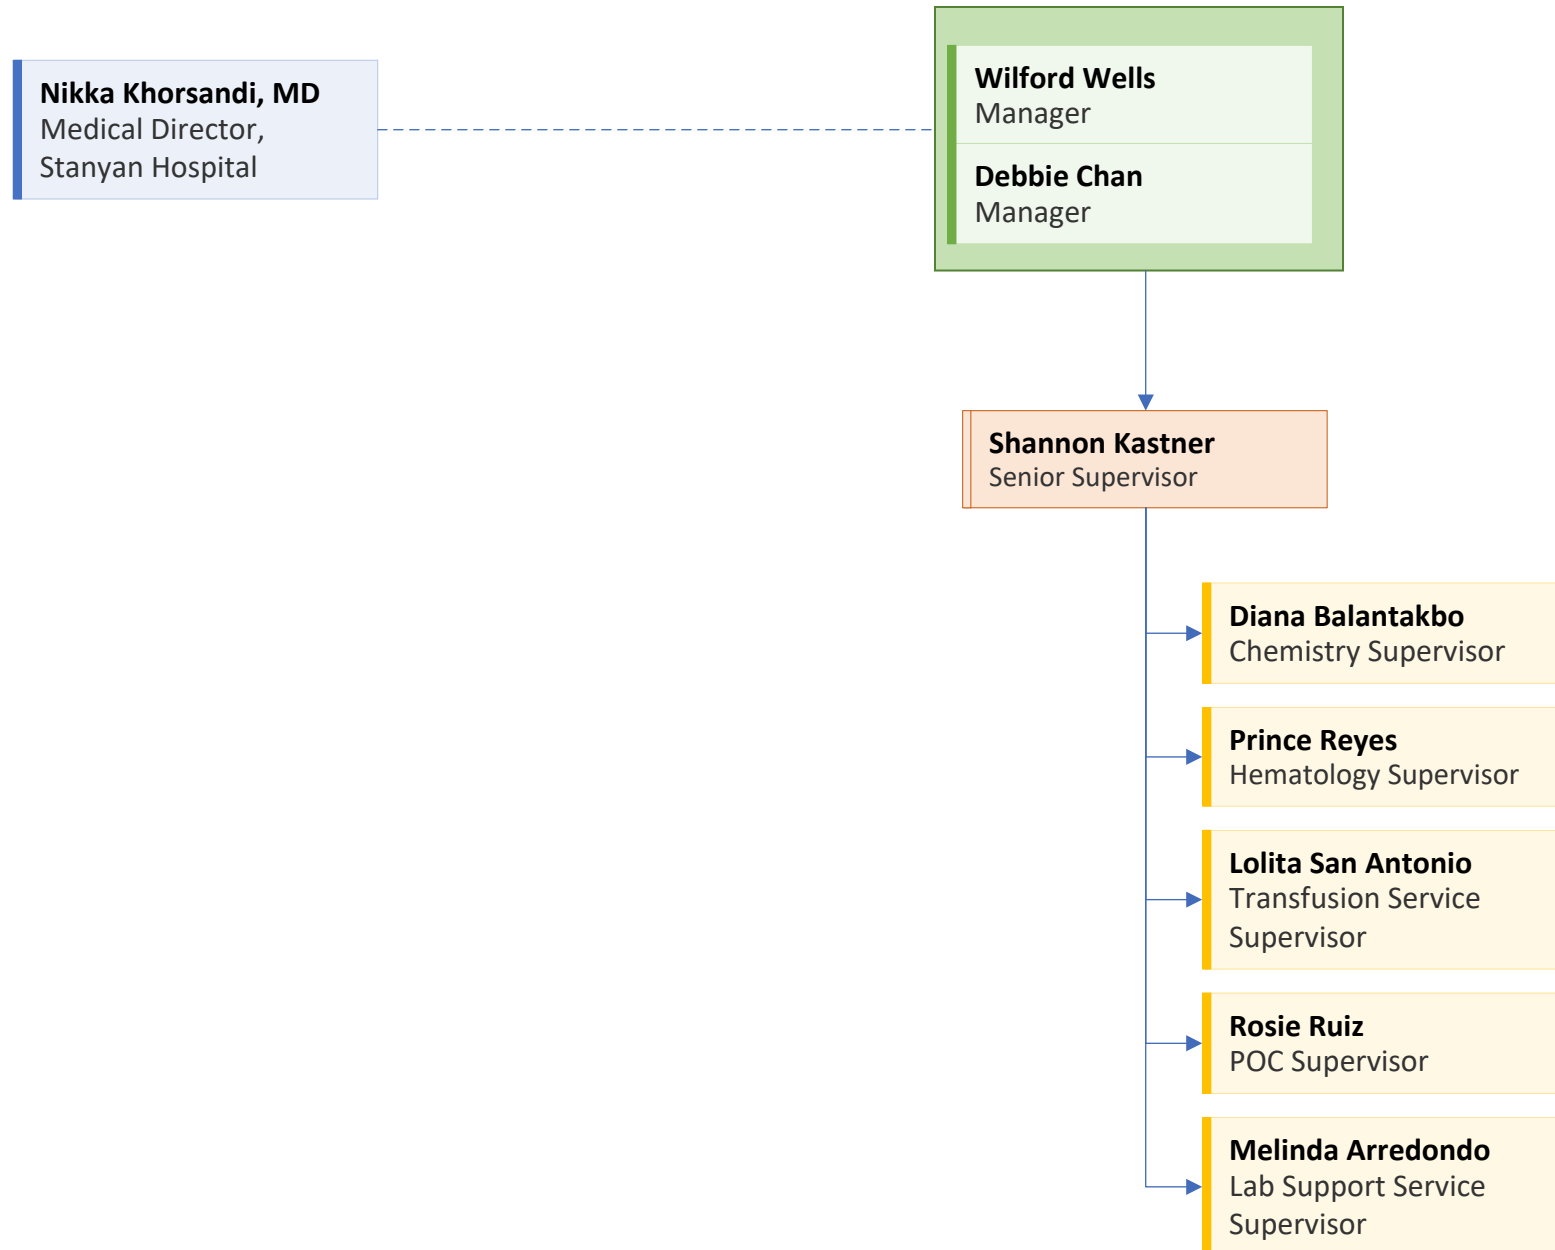 Nikka Khorsandi, MD
Medical Director,
Stanyan Hospital
Wilford Wells
Manager
Debbie Chan
Manager
Shannon Kastner
Senior Supervisor
Diana Balantakbo
Chemistry Supervisor
Prince Reyes
Hematology Supervisor
Lolita San Antonio
Transfusion Service
Supervisor
Rosie Ruiz
POC Supervisor
Melinda Arredondo
Lab Support Service
Supervisor